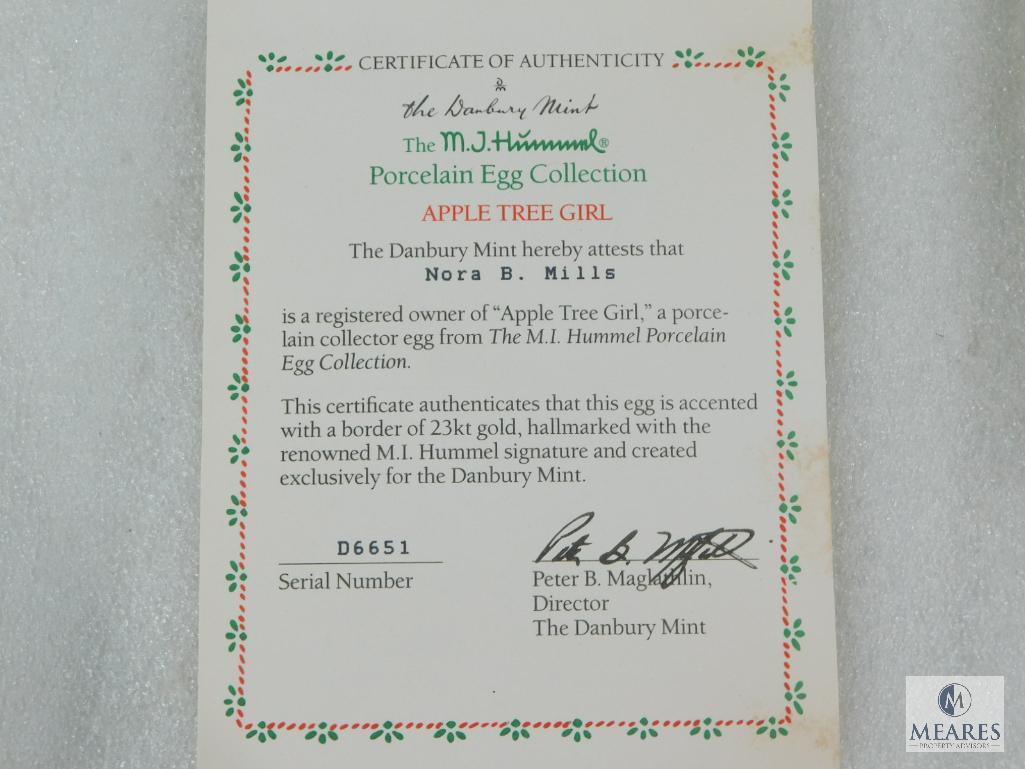 CERTIFICATE OF AUTHENTICITY
the Danbury Mint
The M.J.Hümmel®
Porcelain Egg Collection
APPLE TREE GIRL
The Danbury Mint hereby attests that
Nora B. Mills
is a registered owner of “Apple Tree Girl,” a porce-
lain collector egg from The M.I. Hummel Porcelain
Egg Collection.
This certificate authenticates that this egg is accented
with a border of 23kt gold, hallmarked with the
renowned M.I. Hummel signature and created
exclusively for the Danbury Mint.
D6651
Serial Number
Peter B. Maglathlin,
Director
The Danbury Mint
M
MEARES
PROPERTY ADVISORS